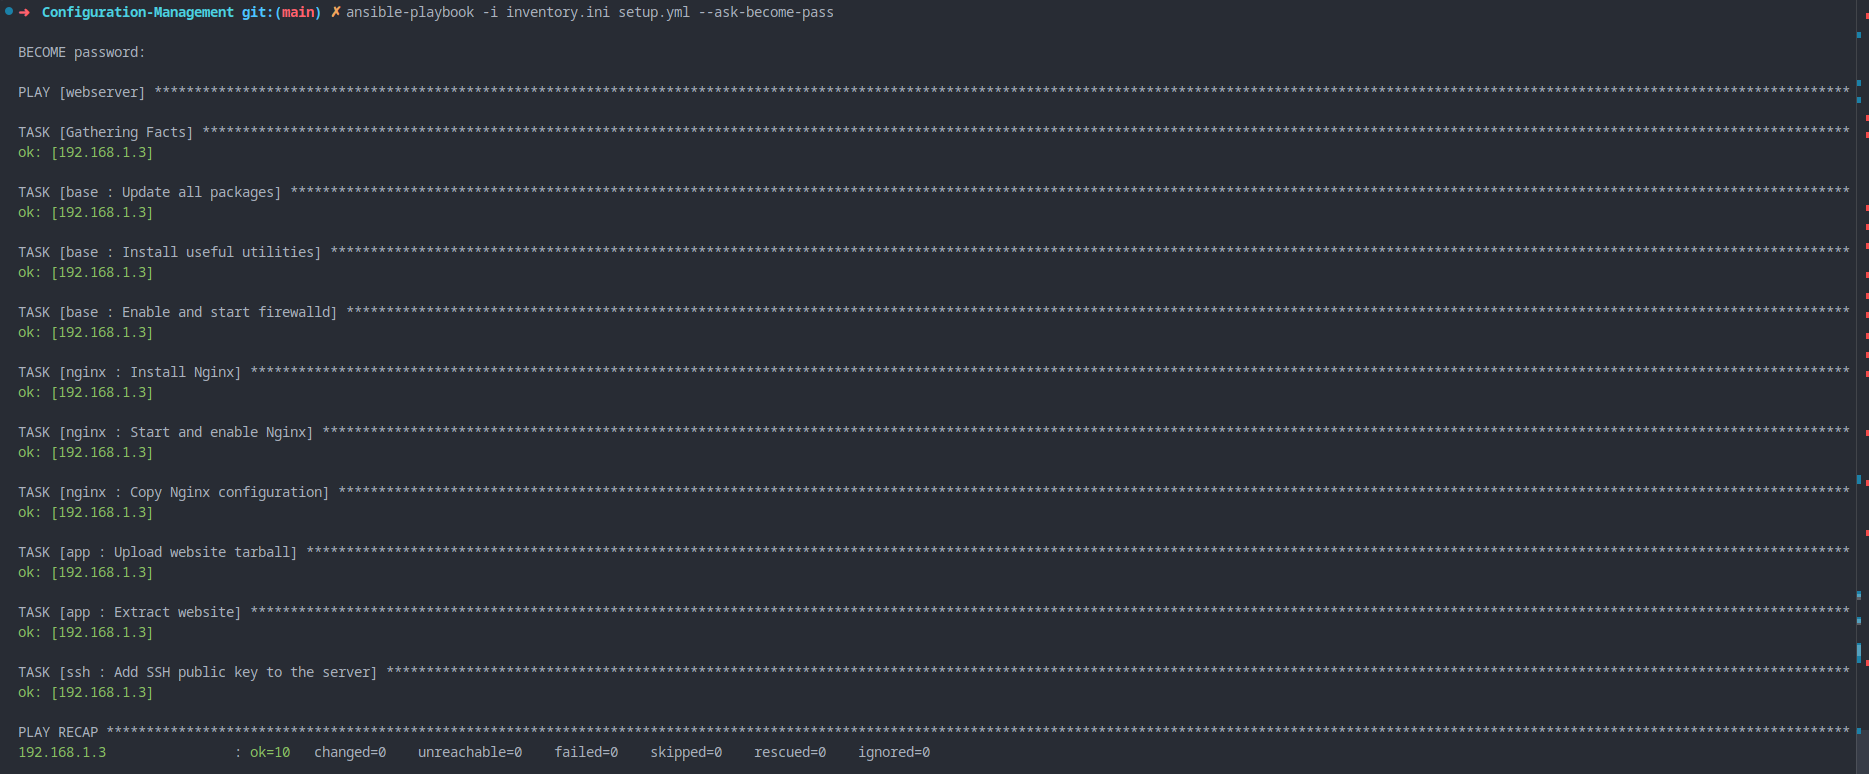 ➜ Configuration-Management git:(main) ✗ ansible-playbook -i inventory.ini setup.yml --ask-become-pass
BECOME password:
PLAY [webserver] ********************************************************************************
TASK [Gathering Facts] ********************************************************************************
ok: [192.168.1.3]
TASK [base : Update all packages] ********************************************************************************
ok: [192.168.1.3]
TASK [base : Install useful utilities] ********************************************************************************
ok: [192.168.1.3]
TASK [base : Enable and start firewalld] ********************************************************************************
ok: [192.168.1.3]
TASK [nginx : Install Nginx] ********************************************************************************
ok: [192.168.1.3]
TASK [nginx : Start and enable Nginx] ********************************************************************************
ok: [192.168.1.3]
TASK [nginx : Copy Nginx configuration] ********************************************************************************
ok: [192.168.1.3]
TASK [app : Upload website tarball] ********************************************************************************
ok: [192.168.1.3]
TASK [app : Extract website] ********************************************************************************
ok: [192.168.1.3]
TASK [ssh : Add SSH public key to the server] ********************************************************************************
ok: [192.168.1.3]
PLAY RECAP ********************************************************************************
192.168.1.3 : ok=10 changed=0 unreachable=0 failed=0 skipped=0 rescued=0 ignored=0